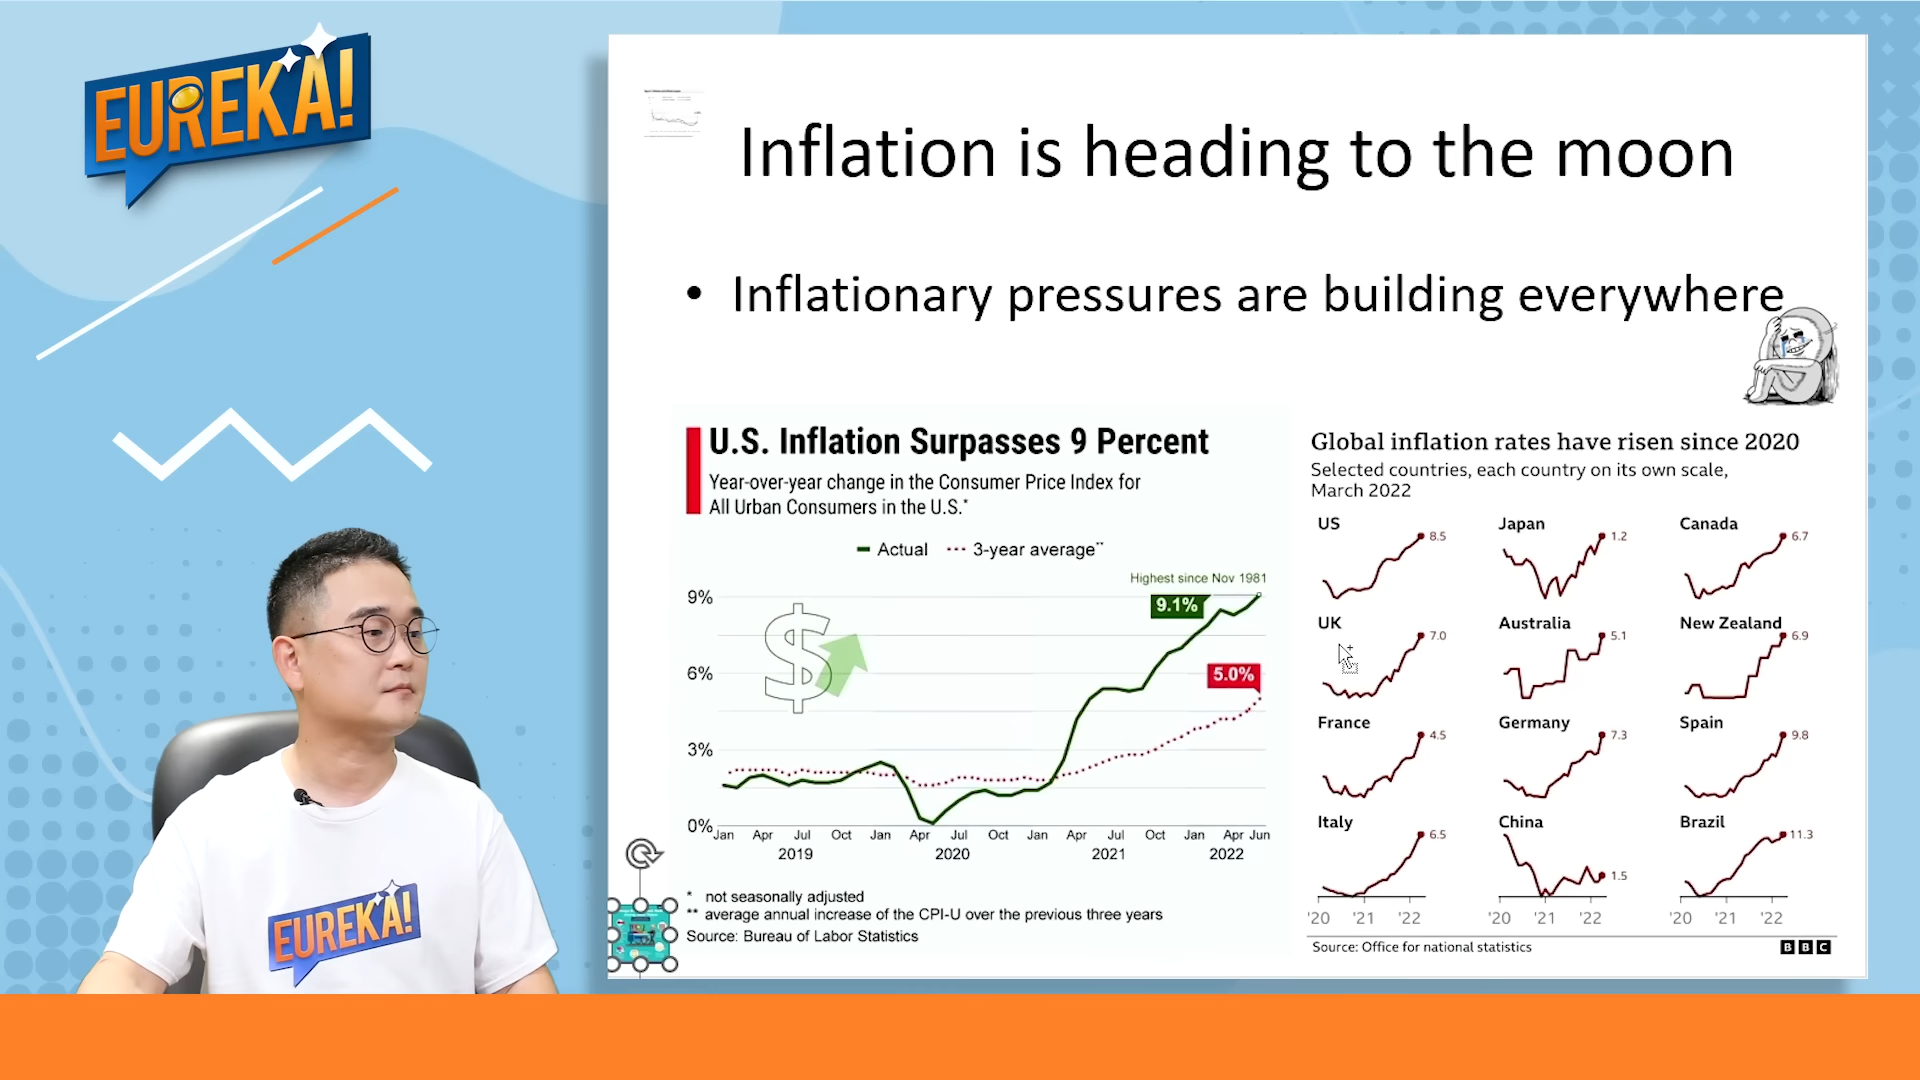 EUREKA!
Inflation is heading to the moon
• Inflationary pressures are building everywhere
U.S. Inflation Surpasses 9 Percent
Year-over-year change in the Consumer Price Index for
All Urban Consumers in the U.S.*
Actual 3-year average**
Highest since Nov 1981
9.1%
5.0%
9%
6%
3%
0%
Jan Apr Jul Oct Jan Apr Jul Oct Jan Apr Jul Oct Jan Apr Jun
2019 2020 2021 2022
* not seasonally adjusted
** average annual increase of the CPI-U over the previous three years
Source: Bureau of Labor Statistics
Global inflation rates have risen since 2020
Selected countries, each country on its own scale,
March 2022
US 8.5 Japan 1.2 Canada 6.7
UK 7.0 Australia 5.1 New Zealand 6.9
France 4.5 Germany 7.3 Spain 9.8
Italy 6.5 China 1.5 Brazil 11.3
'20 '21 '22 '20 '21 '22 '20 '21 '22
Source: Office for national statistics
BBC
EUREKA!